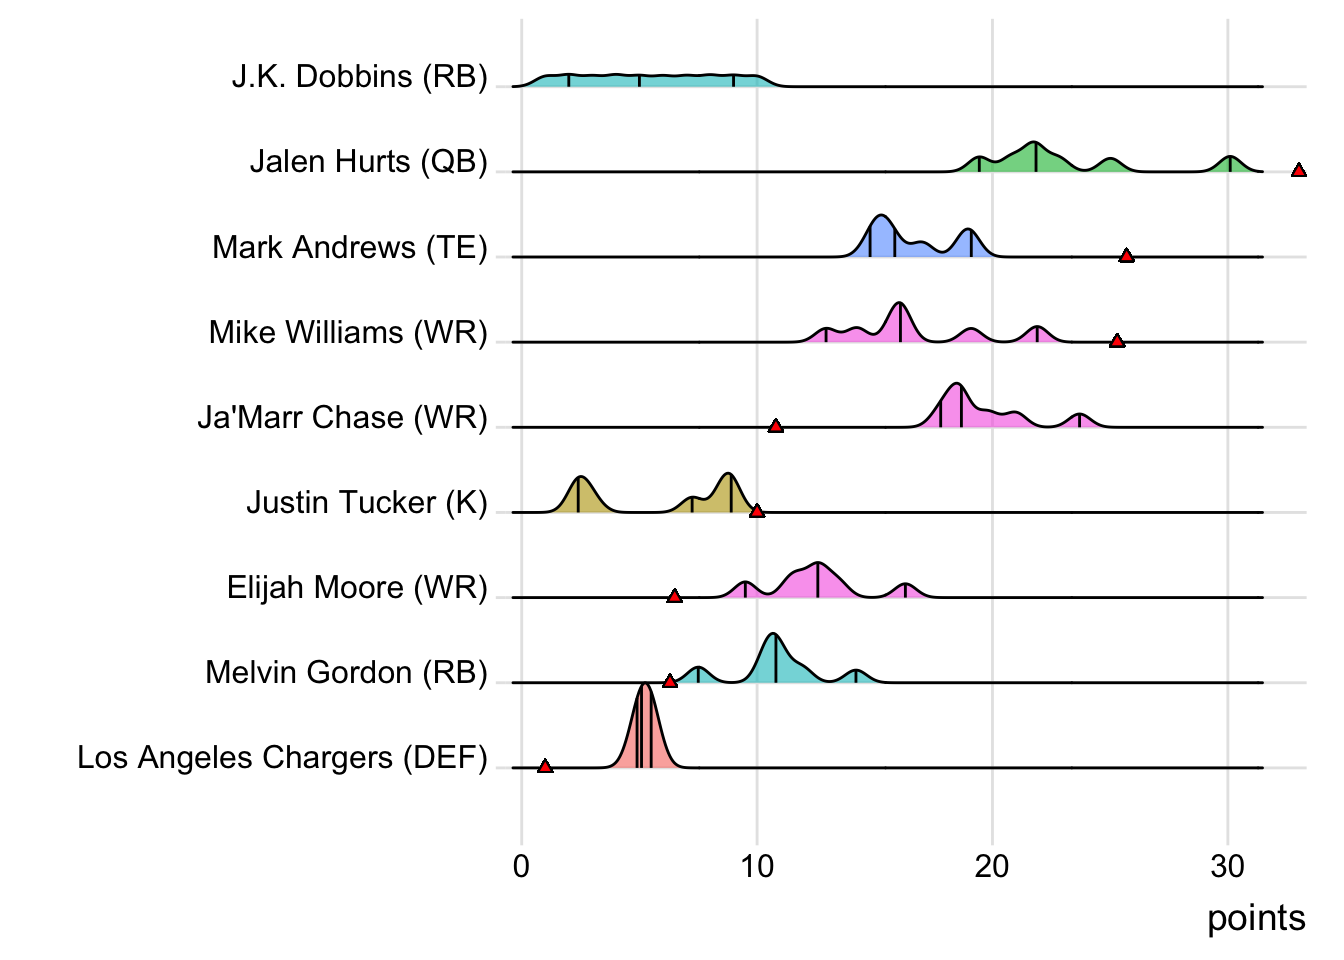 J.K. Dobbins (RB)
Jalen Hurts (QB)
Mark Andrews (TE)
Mike Williams (WR)
Ja'Marr Chase (WR)
Justin Tucker (K)
Elijah Moore (WR)
Melvin Gordon (RB)
Los Angeles Chargers (DEF)
0 10 20 30
points